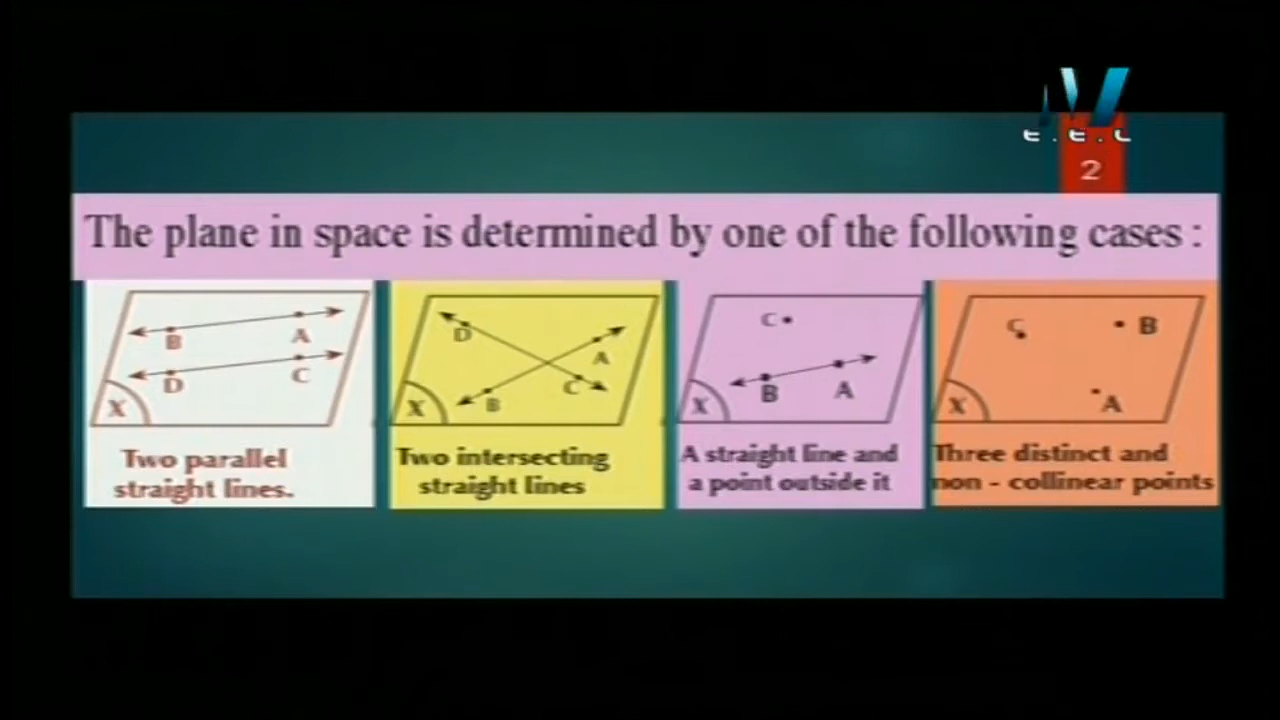 e.e.c
2
The plane in space is determined by one of the following cases :
B
A
D
C
X
Two parallel
straight lines.
D
A
C
B
X
Two intersecting
straight lines
C
B
A
X
A straight line and
a point outside it
C
B
A
X
Three distinct and
non - collinear points